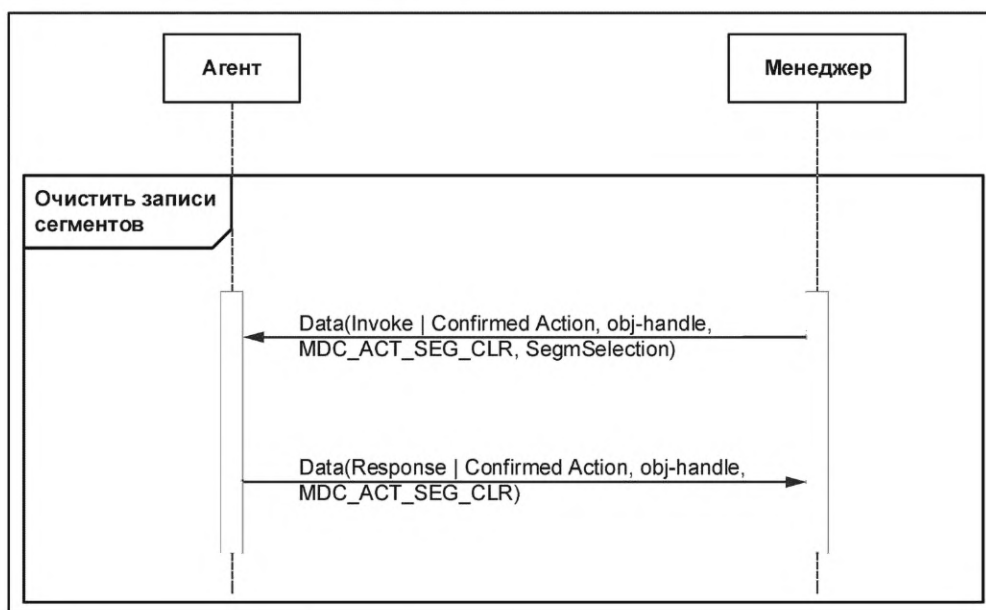 Агент
Менеджер
Очистить записи
сегментов
Data(Invoke | Confirmed Action, obj-handle,
MDC_ACT_SEG_CLR, SegmSelection)
Data(Response | Confirmed Action, obj-handle,
MDC_ACT_SEG_CLR)